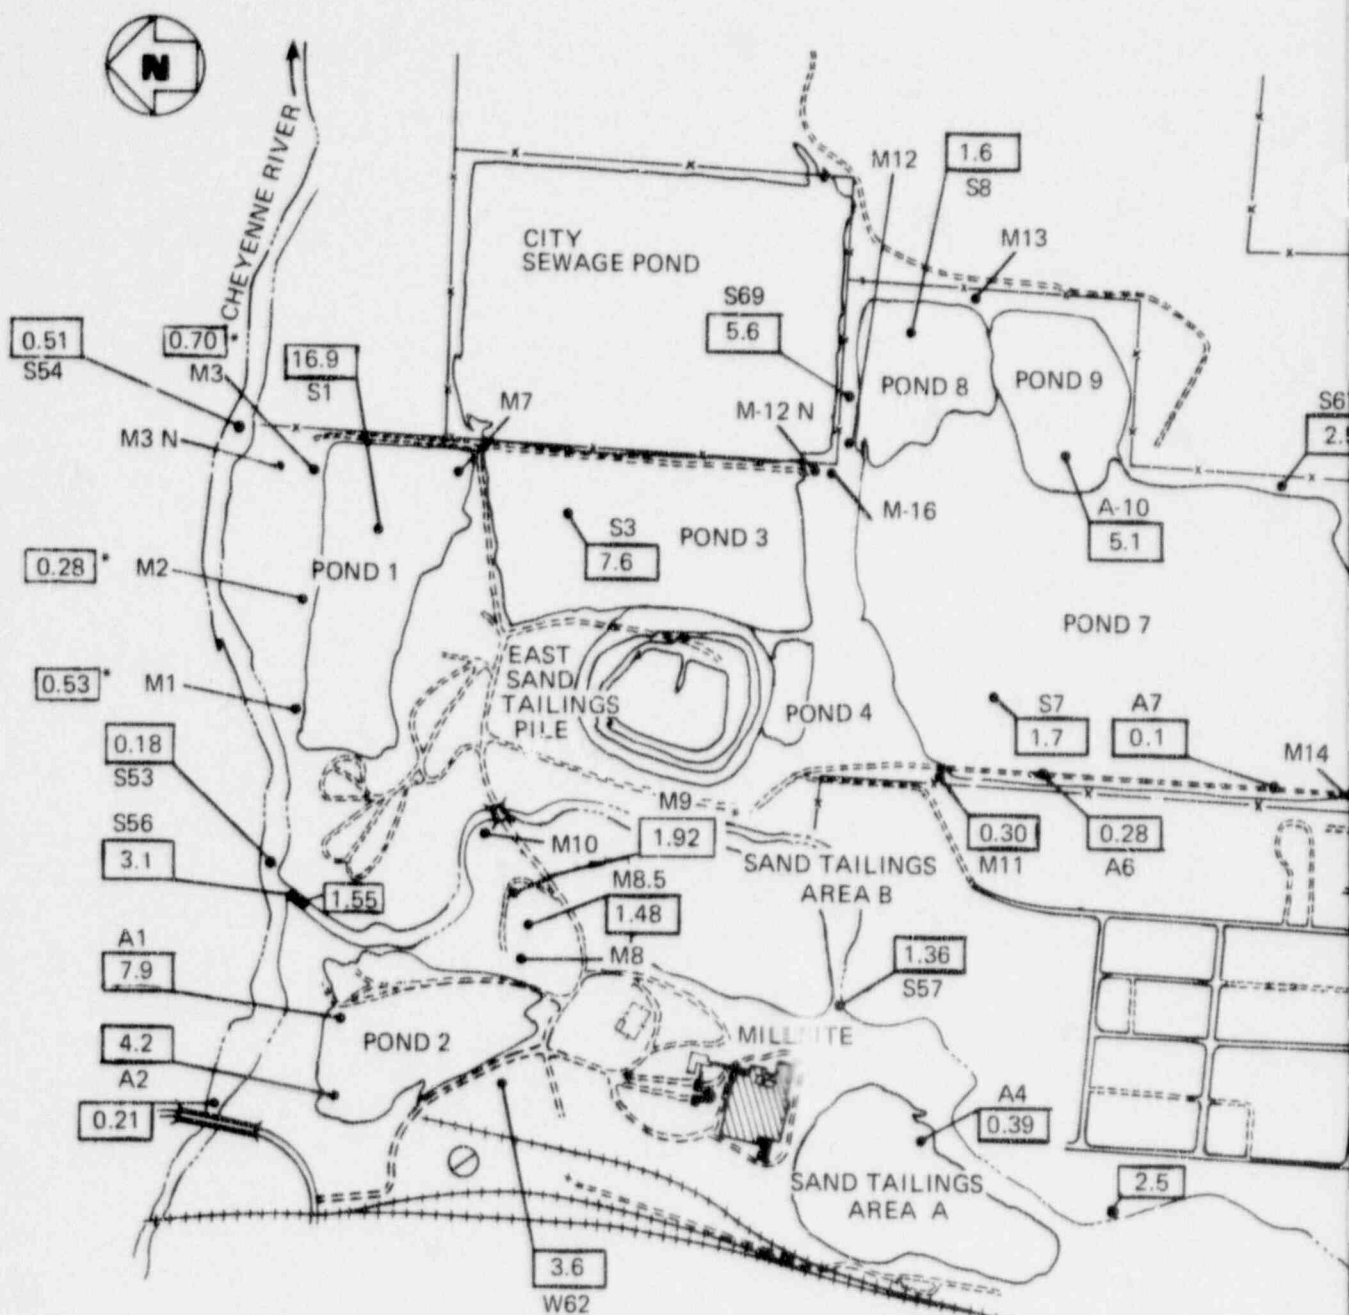 N
CHEYENNE RIVER
1.6
S8
M12
M13
CITY
SEWAGE POND
S69
5.6
0.51
S54
0.70*
M3
16.9
S1
M7
M3 N
M-12 N
POND 8
POND 9
M-16
A-10
5.1
S3
7.6
POND 3
0.28*
M2
POND 1
POND 7
0.53*
M1
EAST
SAND
TAILINGS
PILE
POND 4
S7
1.7
A7
0.1
M14
0.18
S53
S56
3.1
1.55
M9
1.92
M10
M8.5
1.48
M8
SAND TAILINGS
AREA B
0.30
M11
0.28
A6
A1
7.9
1.36
S57
4.2
A2
POND 2
0.21
A4
0.39
SAND TAILINGS
AREA A
2.5
3.6
W62